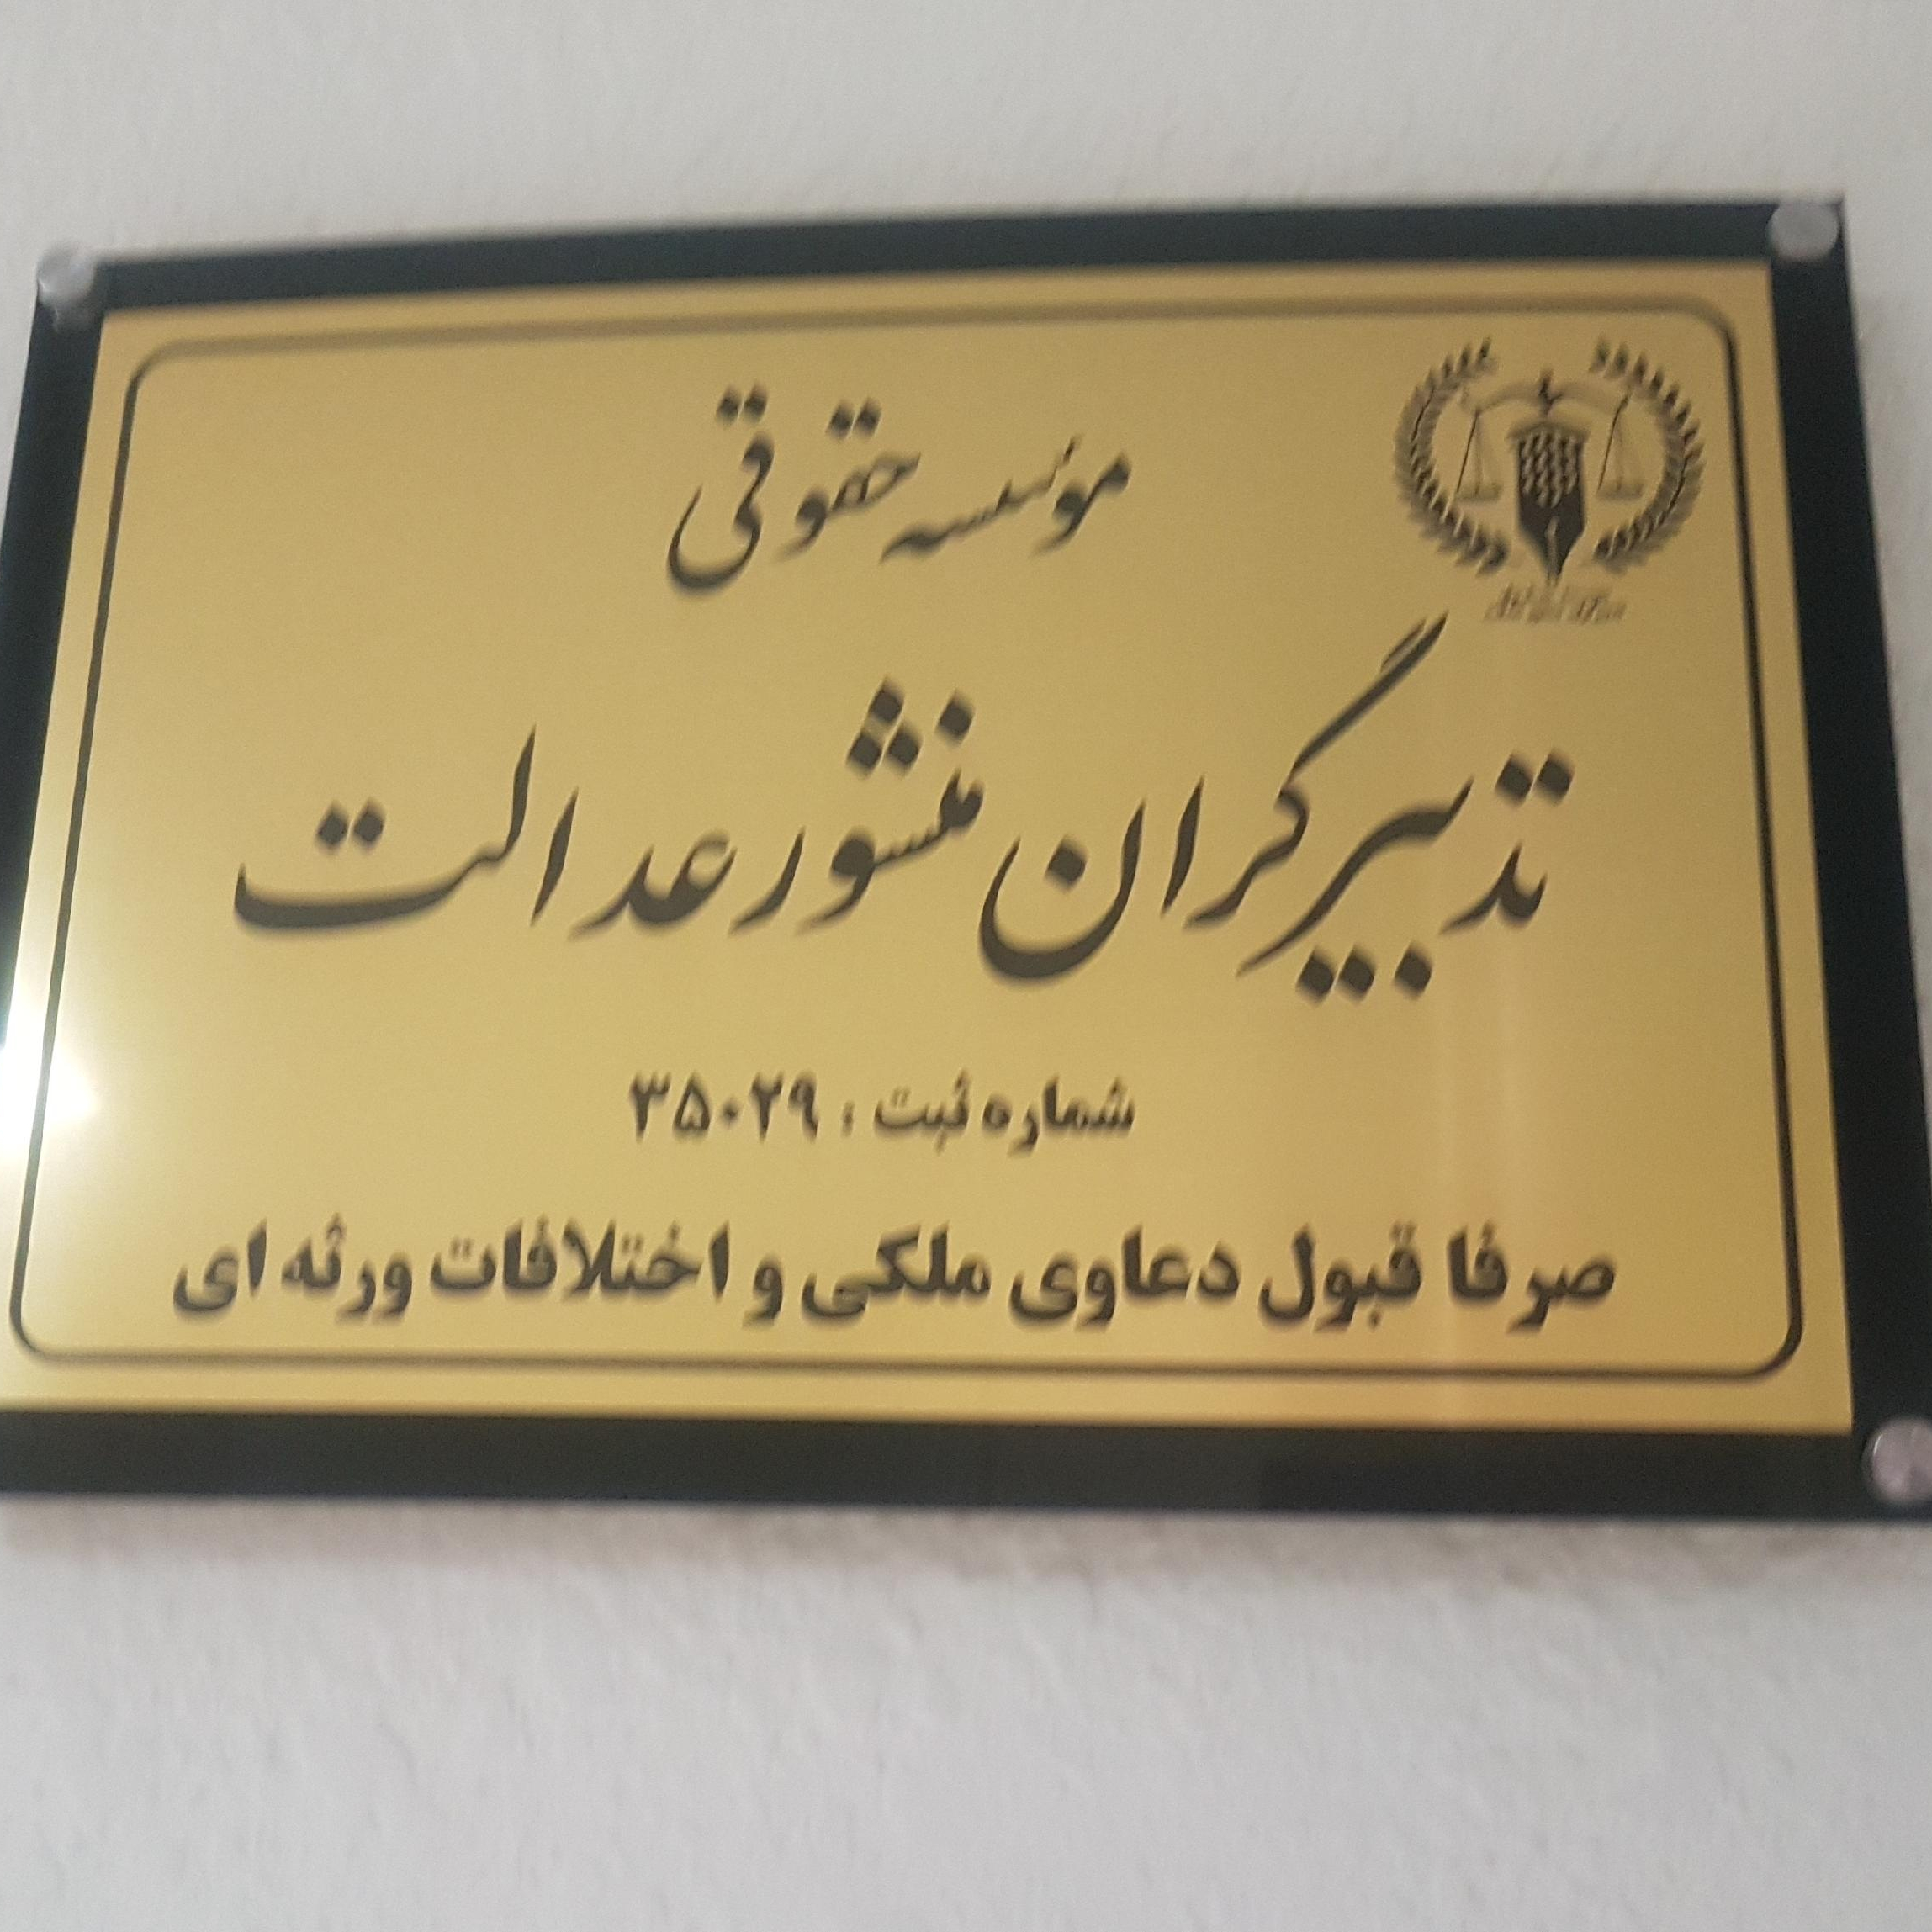 موسسه حقوقی
تدبیرگران منشور عدالت
شماره ثبت : ۳۵۰۲۹
صرفا قبول دعاوی ملکی و اختلافات ورثه ای